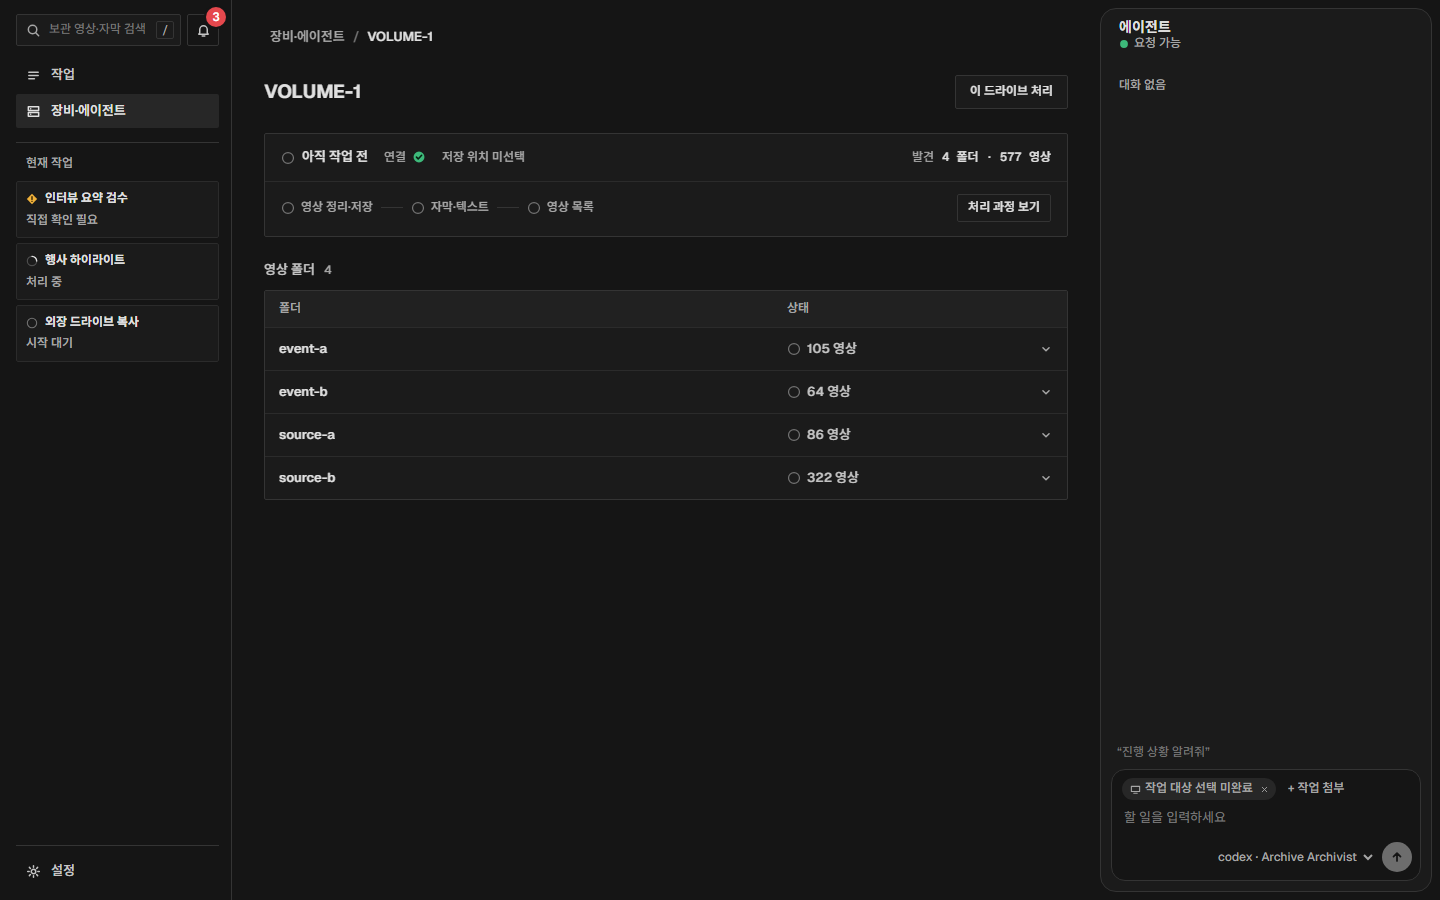 보관 영상·자막 검색 /
3
작업
장비·에이전트
현재 작업
인터뷰 요약 검수
직접 확인 필요
행사 하이라이트
처리 중
외장 드라이브 복사
시작 대기
설정
장비·에이전트 / VOLUME-1
VOLUME-1
이 드라이브 처리
아직 작업 전 연결 저장 위치 미선택 발견 4 폴더 · 577 영상
영상 정리·저장 자막·텍스트 영상 목록 처리 과정 보기
영상 폴더 4
폴더 상태
event-a 105 영상
event-b 64 영상
source-a 86 영상
source-b 322 영상
에이전트
요청 가능
대화 없음
“진행 상황 알려줘”
작업 대상 선택 미완료 × + 작업 첨부
할 일을 입력하세요
codex · Archive Archivist